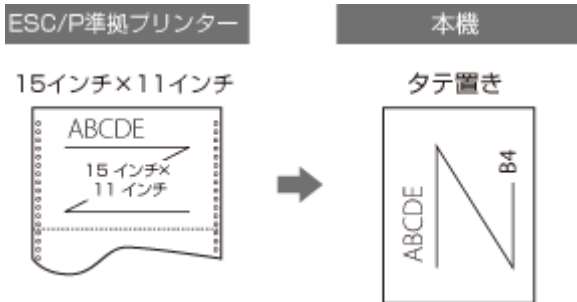 ESC/P準拠プリンター
本機
15インチ×11インチ
タテ置き
ABCDE
15 インチ×
11 インチ
ABCDE
B4